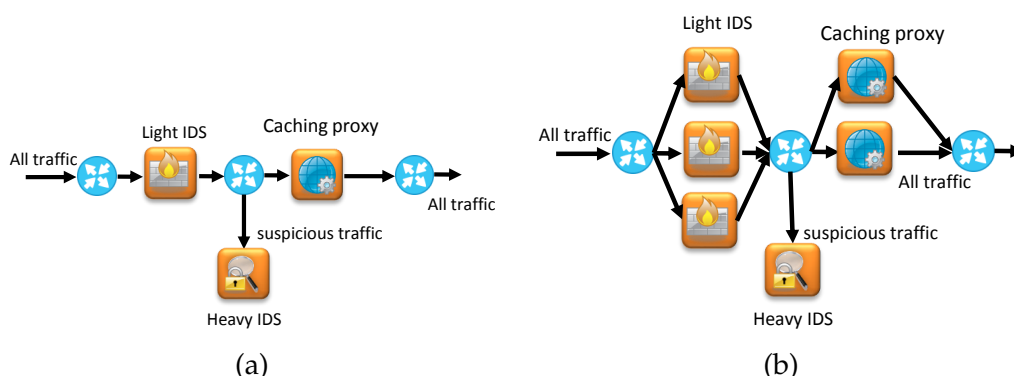 Light IDS
Caching proxy
All traffic
All traffic
suspicious traffic
Heavy IDS
(a)
Light IDS
Caching proxy
All traffic
All traffic
suspicious traffic
Heavy IDS
(b)